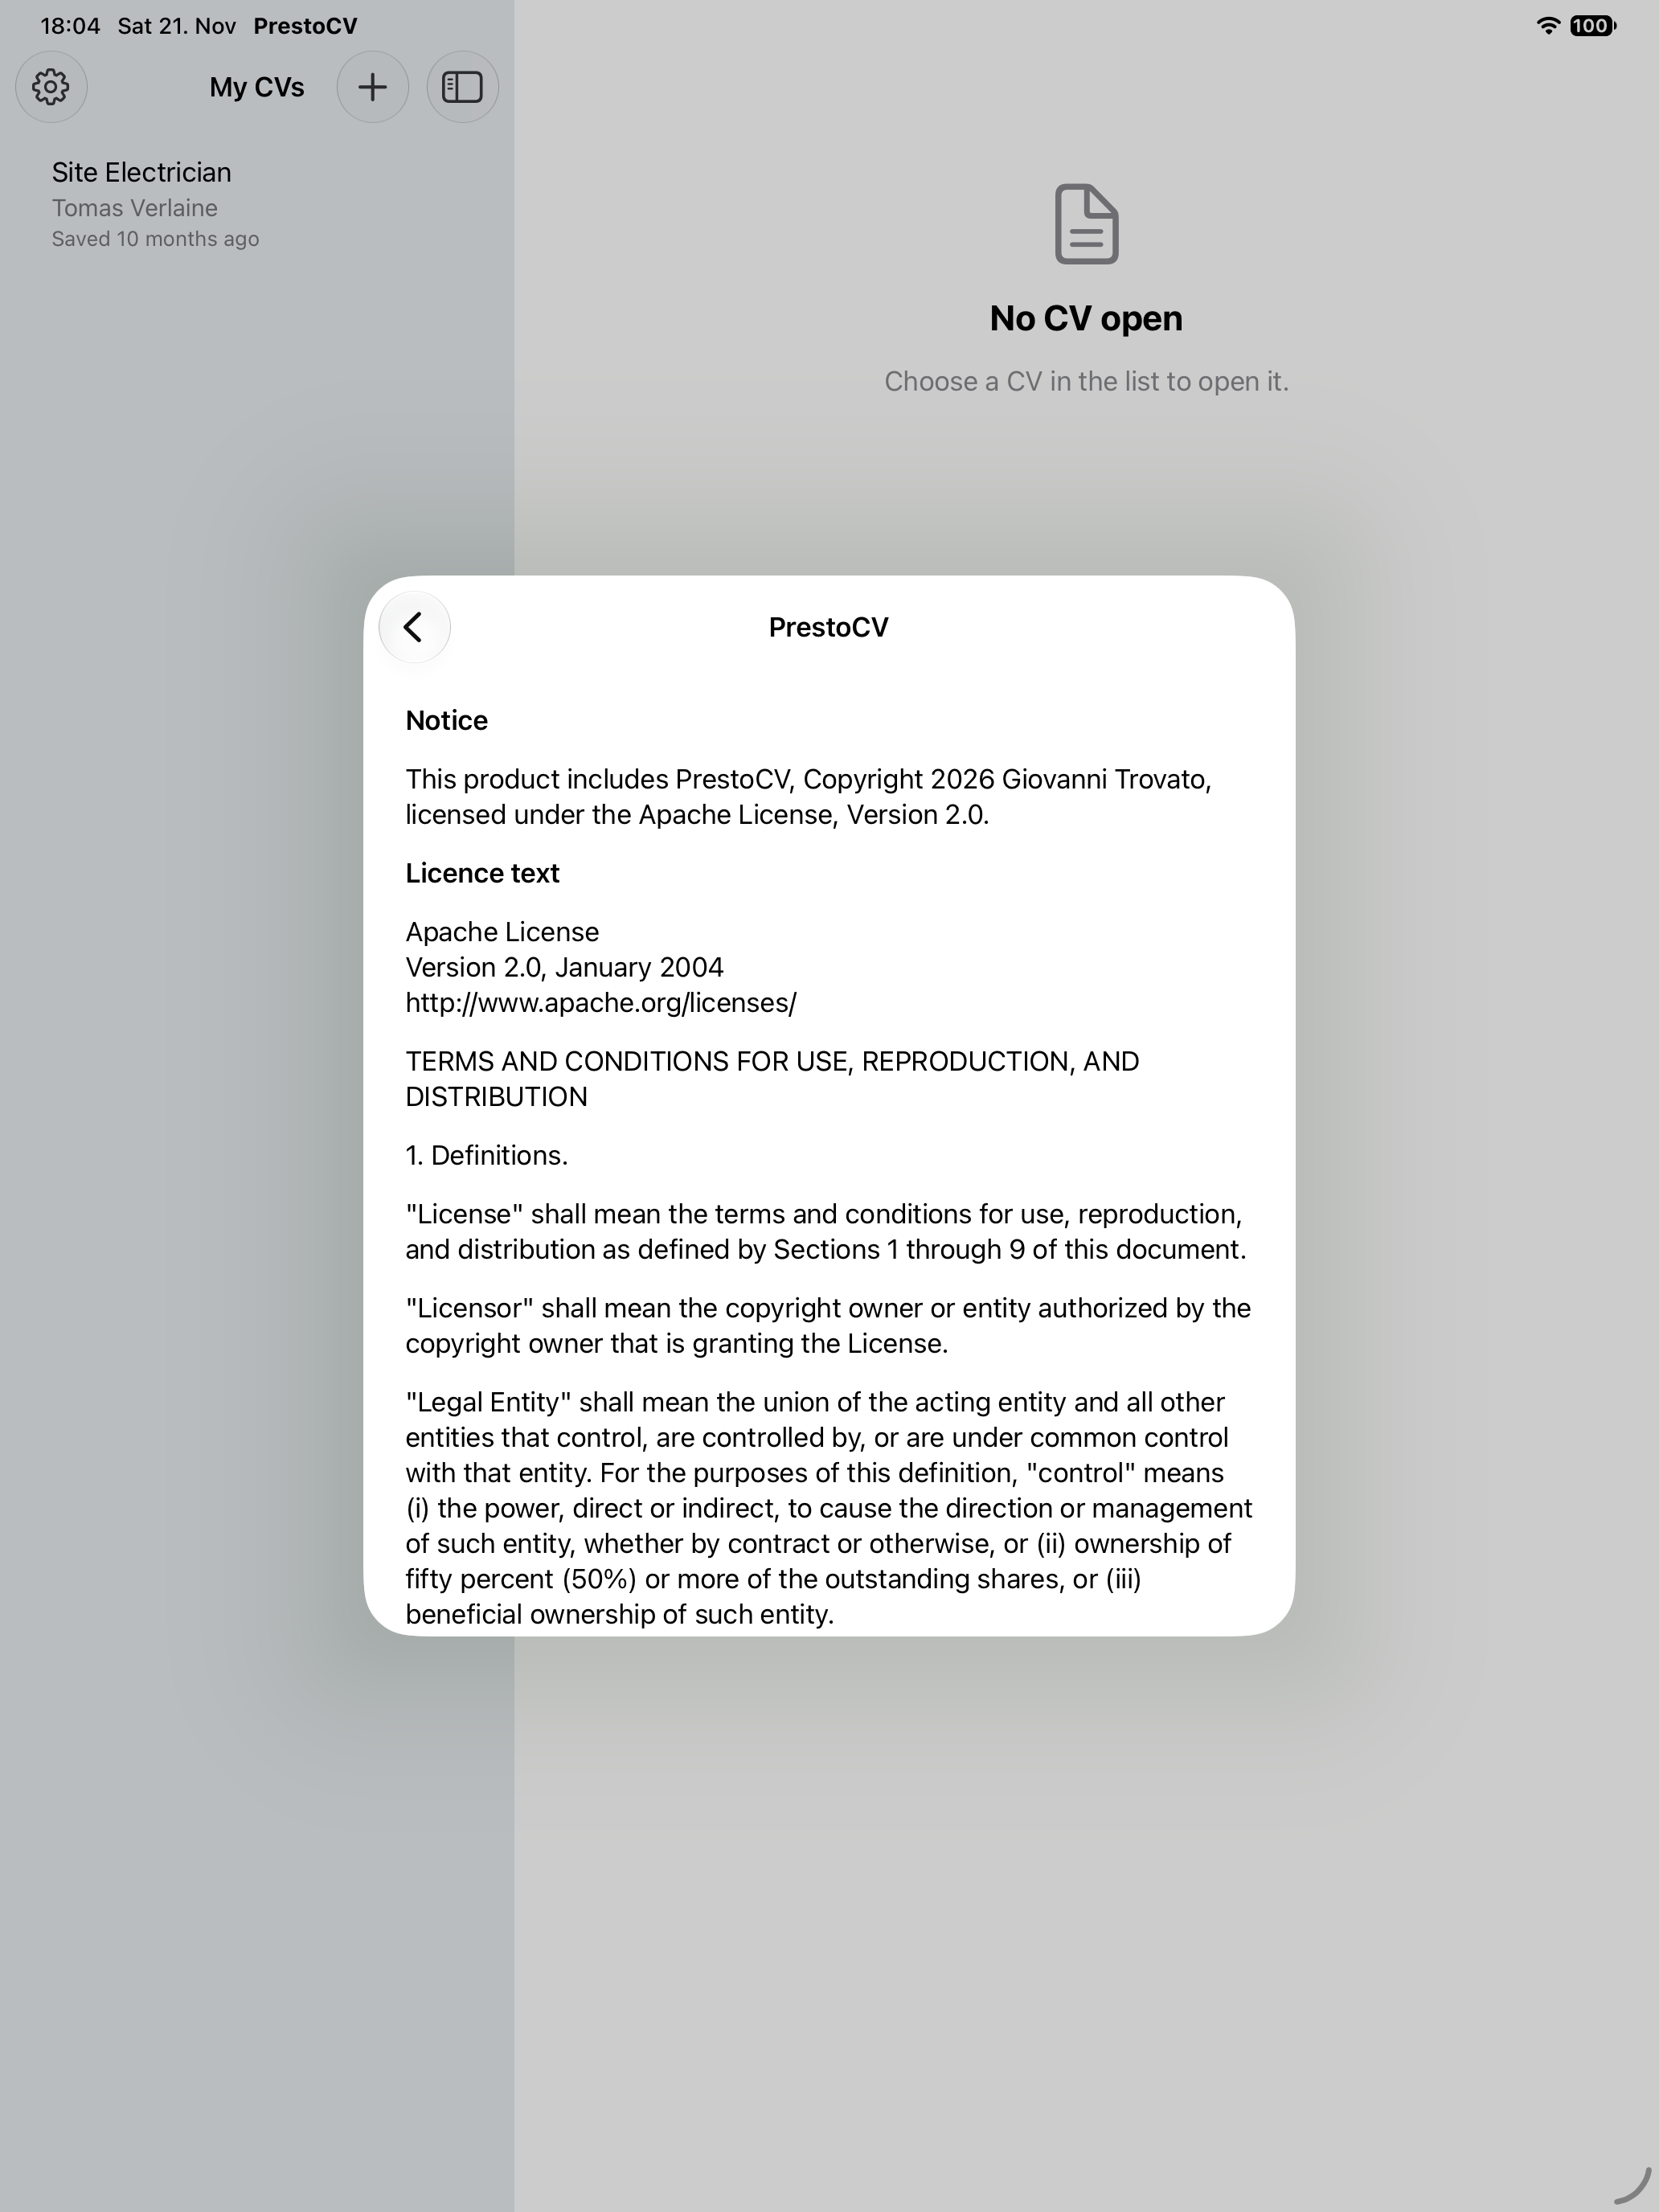 18:04 Sat 21. Nov PrestoCV
100
My CVs
Site Electrician
Tomas Verlaine
Saved 10 months ago
No CV open
Choose a CV in the list to open it.
PrestoCV
Notice
This product includes PrestoCV, Copyright 2026 Giovanni Trovato,
licensed under the Apache License, Version 2.0.
Licence text
Apache License
Version 2.0, January 2004
http://www.apache.org/licenses/
TERMS AND CONDITIONS FOR USE, REPRODUCTION, AND
DISTRIBUTION
1. Definitions.
"License" shall mean the terms and conditions for use, reproduction,
and distribution as defined by Sections 1 through 9 of this document.
"Licensor" shall mean the copyright owner or entity authorized by the
copyright owner that is granting the License.
"Legal Entity" shall mean the union of the acting entity and all other
entities that control, are controlled by, or are under common control
with that entity. For the purposes of this definition, "control" means
(i) the power, direct or indirect, to cause the direction or management
of such entity, whether by contract or otherwise, or (ii) ownership of
fifty percent (50%) or more of the outstanding shares, or (iii)
beneficial ownership of such entity.